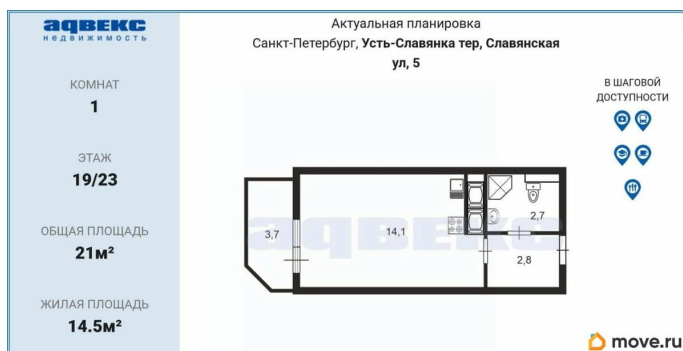 адвекс
недвижимость
КОМНАТ
1
ЭТАЖ
19/23
ОБЩАЯ ПЛОЩАДЬ
21м²
ЖИЛАЯ ПЛОЩАДЬ
14.5м²
Актуальная планировка
Санкт-Петербург, Усть-Славянка тер, Славянская
ул, 5
В ШАГОВОЙ
ДОСТУПНОСТИ
3,7
14,1
2,7
2,8
адвекс
move.ru